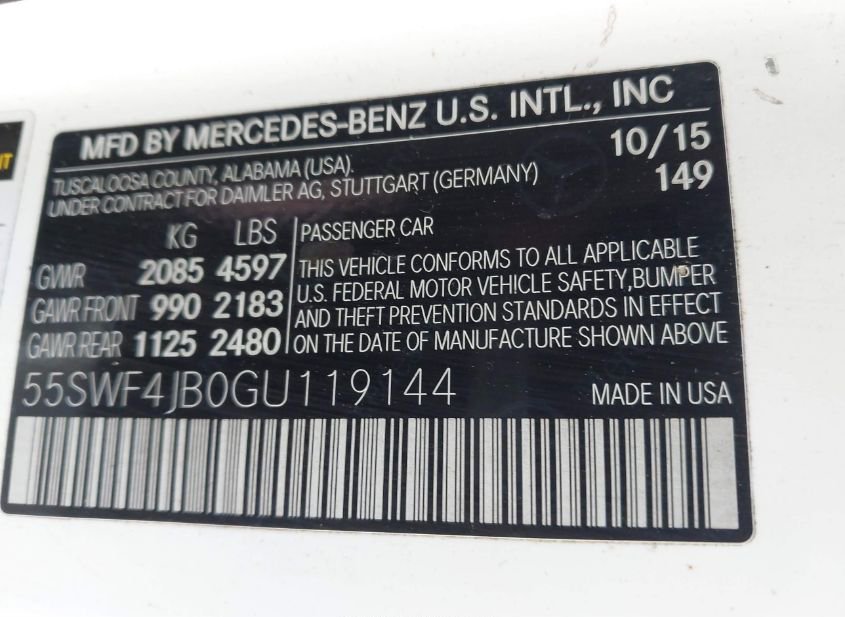 MFD BY MERCEDES-BENZ U.S. INTL., INC
TUSCALOOSA COUNTY, ALABAMA (USA). 10/15
UNDER CONTRACT FOR DAIMLER AG, STUTTGART (GERMANY) 149
KG LBS PASSENGER CAR
GVWR 2085 4597 THIS VEHICLE CONFORMS TO ALL APPLICABLE
U.S. FEDERAL MOTOR VEHICLE SAFETY, BUMPER
GAWR FRONT 990 2183 AND THEFT PREVENTION STANDARDS IN EFFECT
GAWR REAR 1125 2480 ON THE DATE OF MANUFACTURE SHOWN ABOVE
55SWF4JB0GU119144 MADE IN USA